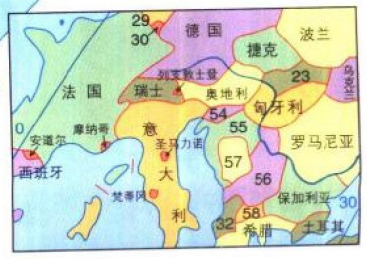 29
30
德国
波兰
捷克
乌克兰
法国
列支敦士登
瑞士
奥地利
23
匈牙利
54
55
0
安道尔
摩纳哥
意大利
圣马力诺
罗马尼亚
西班牙
57
56
梵蒂冈
保加利亚
30
32
58
希腊
土耳其